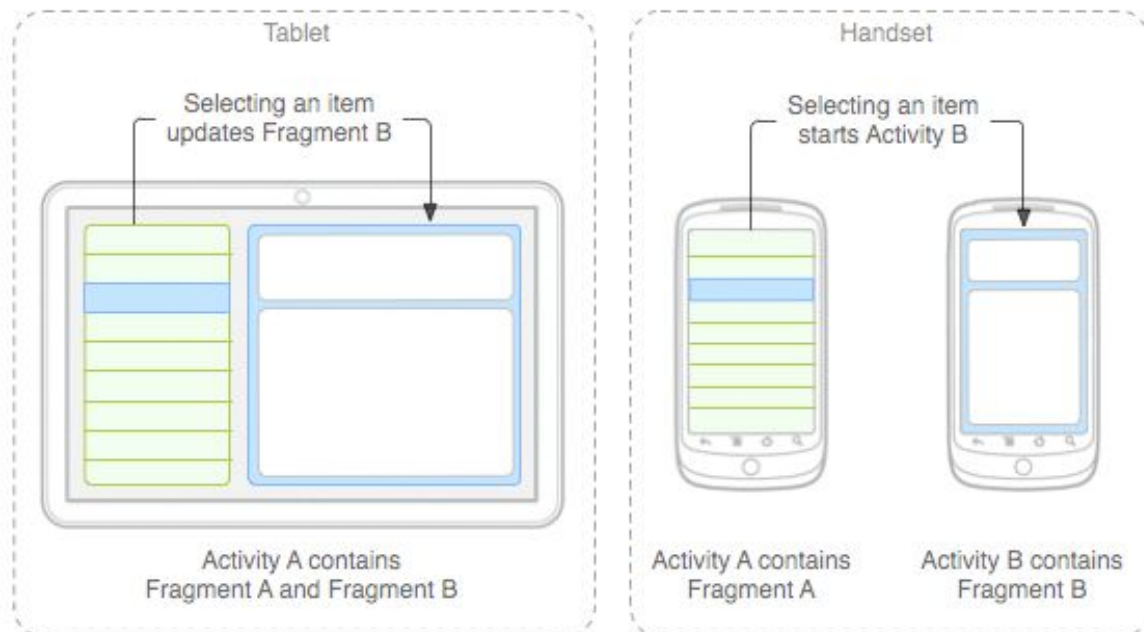 Tablet
Selecting an item
updates Fragment B
Activity A contains
Fragment A and Fragment B
Handset
Selecting an item
starts Activity B
Activity A contains
Fragment A
Activity B contains
Fragment B